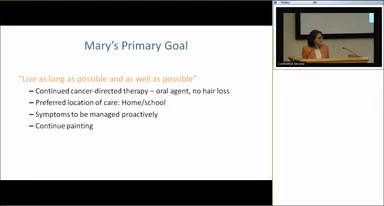 Mary's Primary Goal
"Live as long as possible and as well as possible"
– Continued cancer-directed therapy – oral agent, no hair loss
– Preferred location of care: Home/school
– Symptoms to be managed proactively
– Continue painting